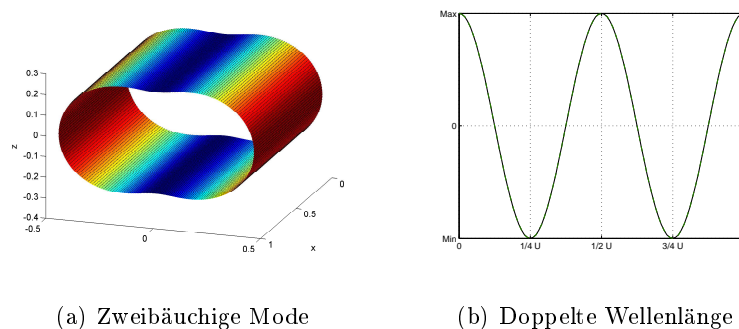 0.3
0.2
0.1
0
-0.1
-0.2
-0.3
-0.4
z
-0.5
0
0.5
1
0.5
0
x
Max
0
Min
0
1/4 U
1/2 U
3/4 U
(a) Zweibäuchige Mode
(b) Doppelte Wellenlänge